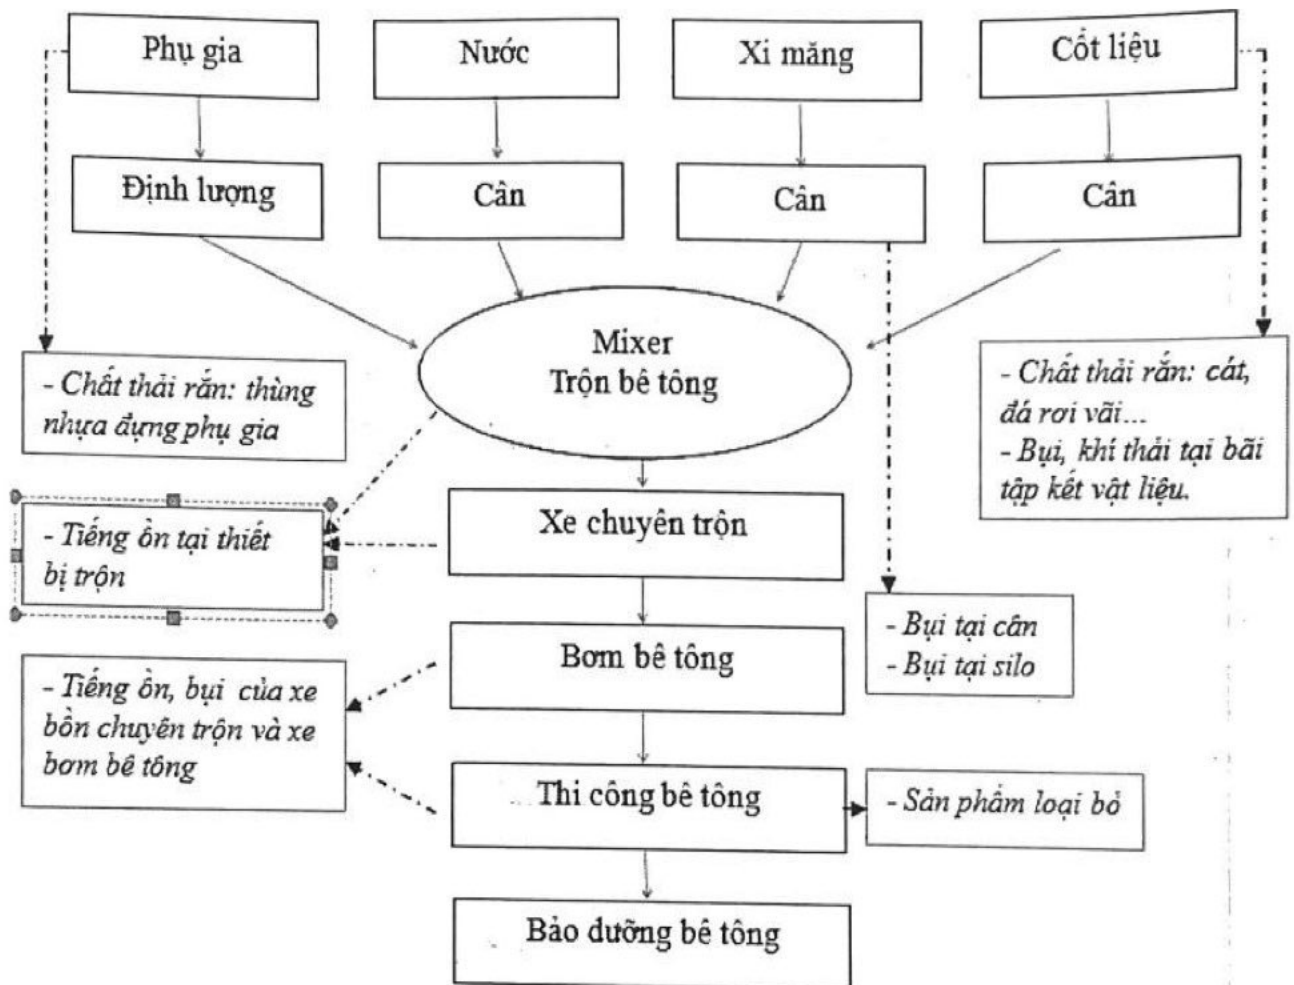 Phụ gia
Nước
Xi măng
Cốt liệu
Định lượng
Cân
Cân
Cân
Mixer
Trộn bê tông
- Chất thải rắn: thùng
nhựa đựng phụ gia
- Chất thải rắn: cát,
đá rơi vãi...
- Bụi, khí thải tại bãi
tập kết vật liệu.
- Tiếng ồn tại thiết
bị trộn
Xe chuyên trộn
- Bụi tại cân
- Bụi tại silo
Bơm bê tông
- Tiếng ồn, bụi của xe
bồn chuyên trộn và xe
bơm bê tông
Thi công bê tông
- Sản phẩm loại bỏ
Bảo dưỡng bê tông